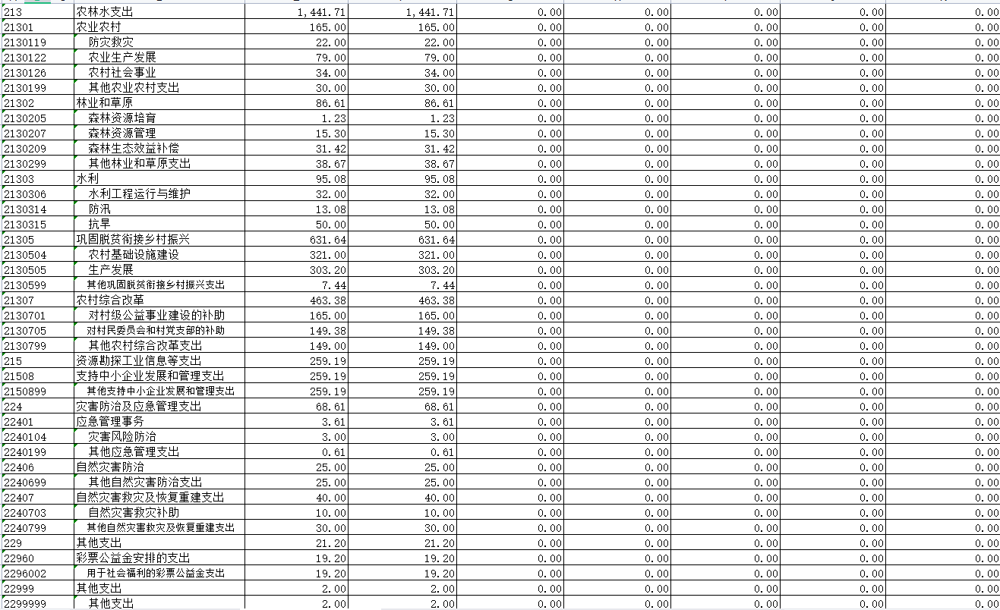 213 农林水支出 1,441.71 1,441.71 0.00 0.00 0.00 0.00 0.00
21301 农业农村 165.00 165.00 0.00 0.00 0.00 0.00 0.00
2130119 防灾救灾 22.00 22.00 0.00 0.00 0.00 0.00 0.00
2130122 农业生产发展 79.00 79.00 0.00 0.00 0.00 0.00 0.00
2130126 农村社会事业 34.00 34.00 0.00 0.00 0.00 0.00 0.00
2130199 其他农业农村支出 30.00 30.00 0.00 0.00 0.00 0.00 0.00
21302 林业和草原 86.61 86.61 0.00 0.00 0.00 0.00 0.00
2130205 森林资源培育 1.23 1.23 0.00 0.00 0.00 0.00 0.00
2130207 森林资源管理 15.30 15.30 0.00 0.00 0.00 0.00 0.00
2130209 森林生态效益补偿 31.42 31.42 0.00 0.00 0.00 0.00 0.00
2130299 其他林业和草原支出 38.67 38.67 0.00 0.00 0.00 0.00 0.00
21303 水利 95.08 95.08 0.00 0.00 0.00 0.00 0.00
2130306 水利工程运行与维护 32.00 32.00 0.00 0.00 0.00 0.00 0.00
2130314 防汛 13.08 13.08 0.00 0.00 0.00 0.00 0.00
2130315 抗旱 50.00 50.00 0.00 0.00 0.00 0.00 0.00
21305 巩固脱贫衔接乡村振兴 631.64 631.64 0.00 0.00 0.00 0.00 0.00
2130504 农村基础设施建设 321.00 321.00 0.00 0.00 0.00 0.00 0.00
2130505 生产发展 303.20 303.20 0.00 0.00 0.00 0.00 0.00
2130599 其他巩固脱贫衔接乡村振兴支出 7.44 7.44 0.00 0.00 0.00 0.00 0.00
21307 农村综合改革 463.38 463.38 0.00 0.00 0.00 0.00 0.00
2130701 对村级公益事业建设的补助 165.00 165.00 0.00 0.00 0.00 0.00 0.00
2130705 对村民委员会和村党支部的补助 149.38 149.38 0.00 0.00 0.00 0.00 0.00
2130799 其他农村综合改革支出 149.00 149.00 0.00 0.00 0.00 0.00 0.00
215 资源勘探工业信息等支出 259.19 259.19 0.00 0.00 0.00 0.00 0.00
21508 支持中小企业发展和管理支出 259.19 259.19 0.00 0.00 0.00 0.00 0.00
2150899 其他支持中小企业发展和管理支出 259.19 259.19 0.00 0.00 0.00 0.00 0.00
224 灾害防治及应急管理支出 68.61 68.61 0.00 0.00 0.00 0.00 0.00
22401 应急管理事务 3.61 3.61 0.00 0.00 0.00 0.00 0.00
2240104 灾害风险防治 3.00 3.00 0.00 0.00 0.00 0.00 0.00
2240199 其他应急管理支出 0.61 0.61 0.00 0.00 0.00 0.00 0.00
22406 自然灾害防治 25.00 25.00 0.00 0.00 0.00 0.00 0.00
2240699 其他自然灾害防治支出 25.00 25.00 0.00 0.00 0.00 0.00 0.00
22407 自然灾害救灾及恢复重建支出 40.00 40.00 0.00 0.00 0.00 0.00 0.00
2240703 自然灾害救灾补助 10.00 10.00 0.00 0.00 0.00 0.00 0.00
2240799 其他自然灾害救灾及恢复重建支出 30.00 30.00 0.00 0.00 0.00 0.00 0.00
229 其他支出 21.20 21.20 0.00 0.00 0.00 0.00 0.00
22960 彩票公益金安排的支出 19.20 19.20 0.00 0.00 0.00 0.00 0.00
2296002 用于社会福利的彩票公益金支出 19.20 19.20 0.00 0.00 0.00 0.00 0.00
22999 其他支出 2.00 2.00 0.00 0.00 0.00 0.00 0.00
2299999 其他支出 2.00 2.00 0.00 0.00 0.00 0.00 0.00